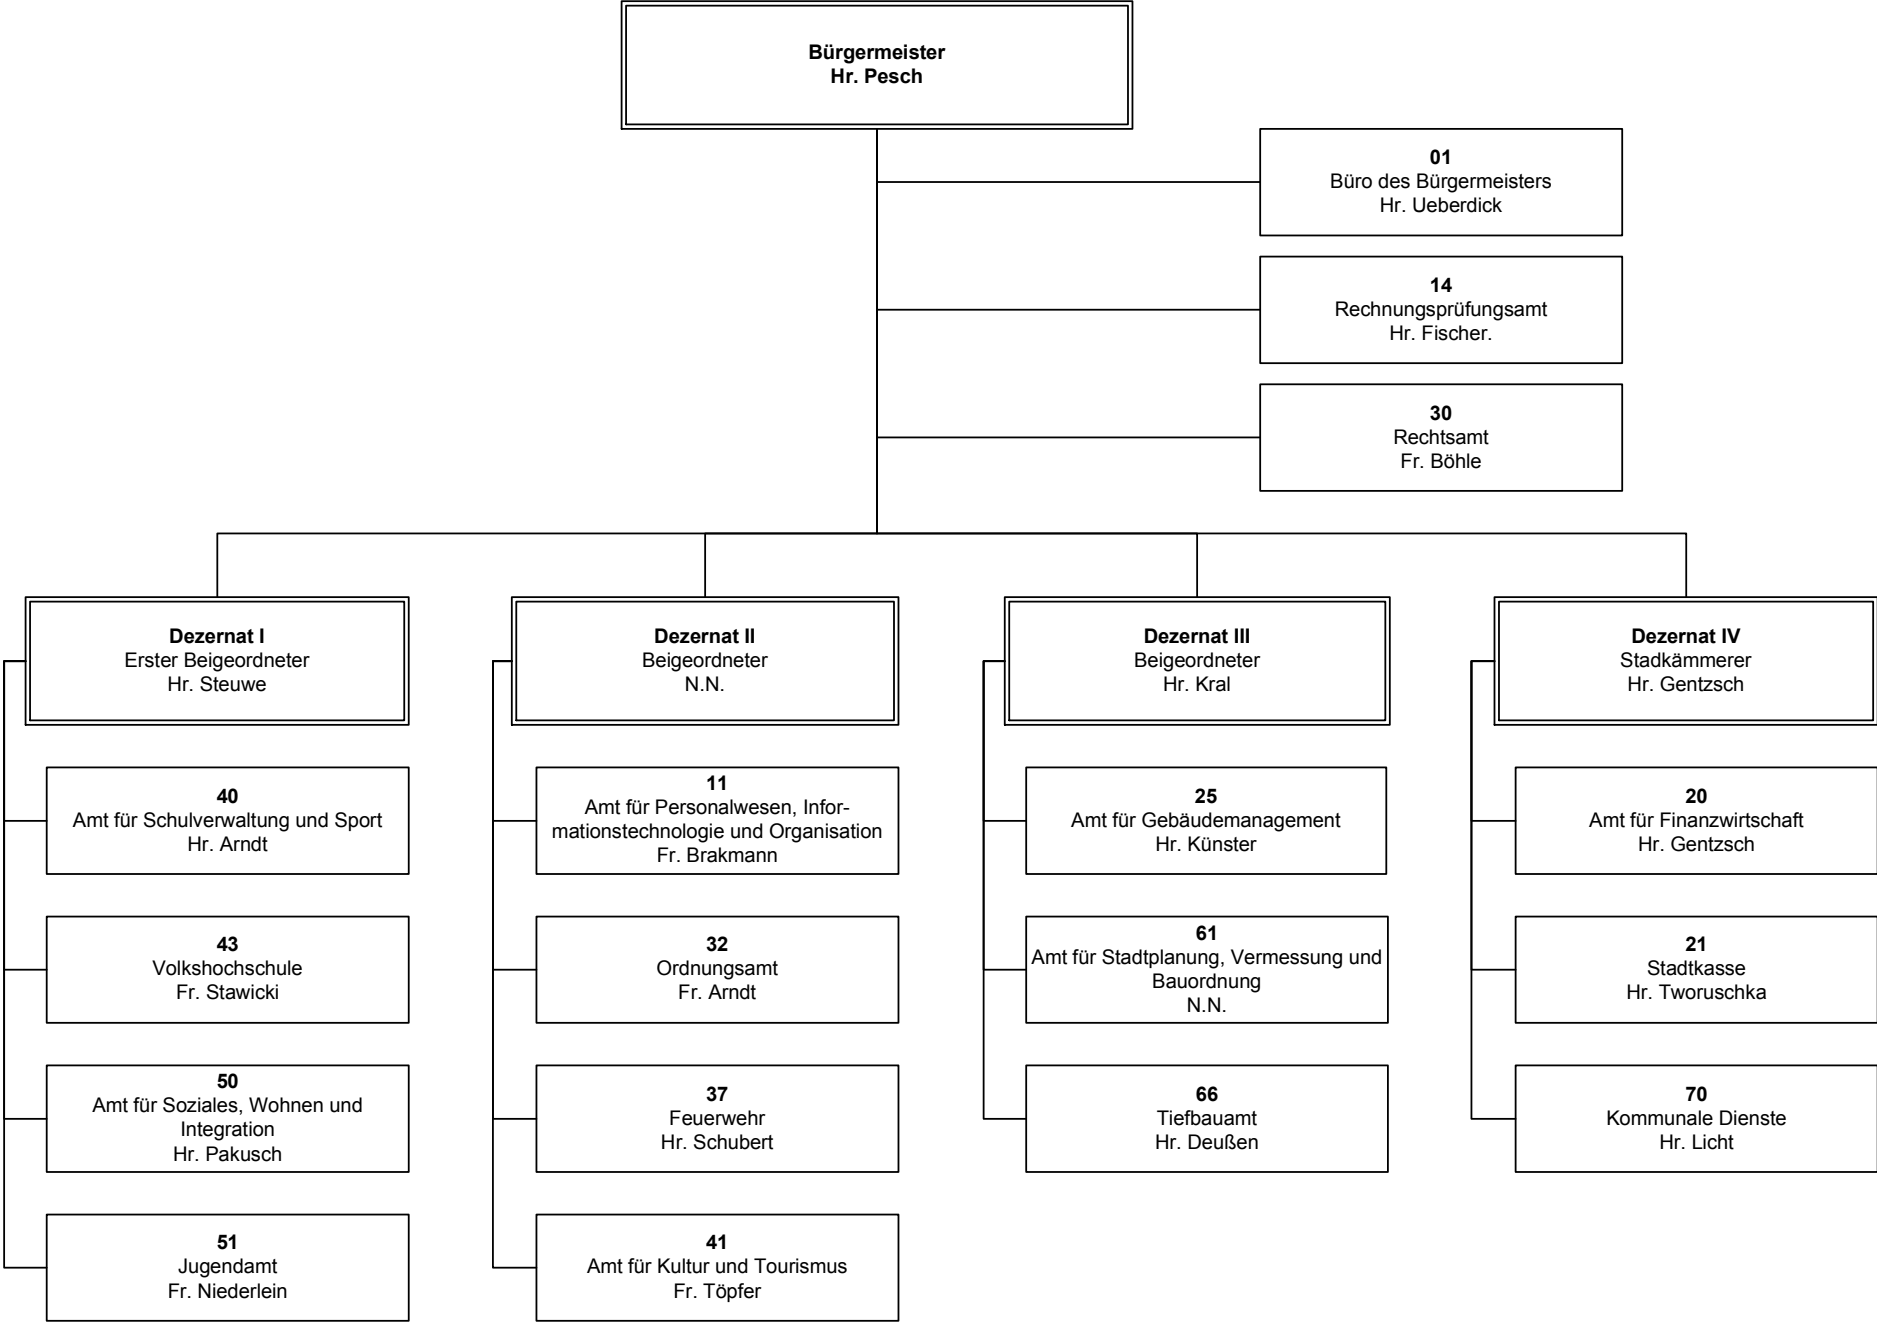 Bürgermeister
Hr. Pesch
01
Büro des Bürgermeisters
Hr. Ueberdick
14
Rechnungsprüfungsamt
Hr. Fischer.
30
Rechtsamt
Fr. Böhle
Dezernat I
Erster Beigeordneter
Hr. Steuwe
40
Amt für Schulverwaltung und Sport
Hr. Arndt
43
Volkshochschule
Fr. Stawicki
50
Amt für Soziales, Wohnen und
Integration
Hr. Pakusch
51
Jugendamt
Fr. Niederlein
Dezernat II
Beigeordneter
N.N.
11
Amt für Personalwesen, Infor-
mationstechnologie und Organisation
Fr. Brakmann
32
Ordnungsamt
Fr. Arndt
37
Feuerwehr
Hr. Schubert
41
Amt für Kultur und Tourismus
Fr. Töpfer
Dezernat III
Beigeordneter
Hr. Kral
25
Amt für Gebäudemanagement
Hr. Künster
61
Amt für Stadtplanung, Vermessung und
Bauordnung
N.N.
66
Tiefbauamt
Hr. Deußen
Dezernat IV
Stadkämmerer
Hr. Gentzsch
20
Amt für Finanzwirtschaft
Hr. Gentzsch
21
Stadtkasse
Hr. Tworuschka
70
Kommunale Dienste
Hr. Licht